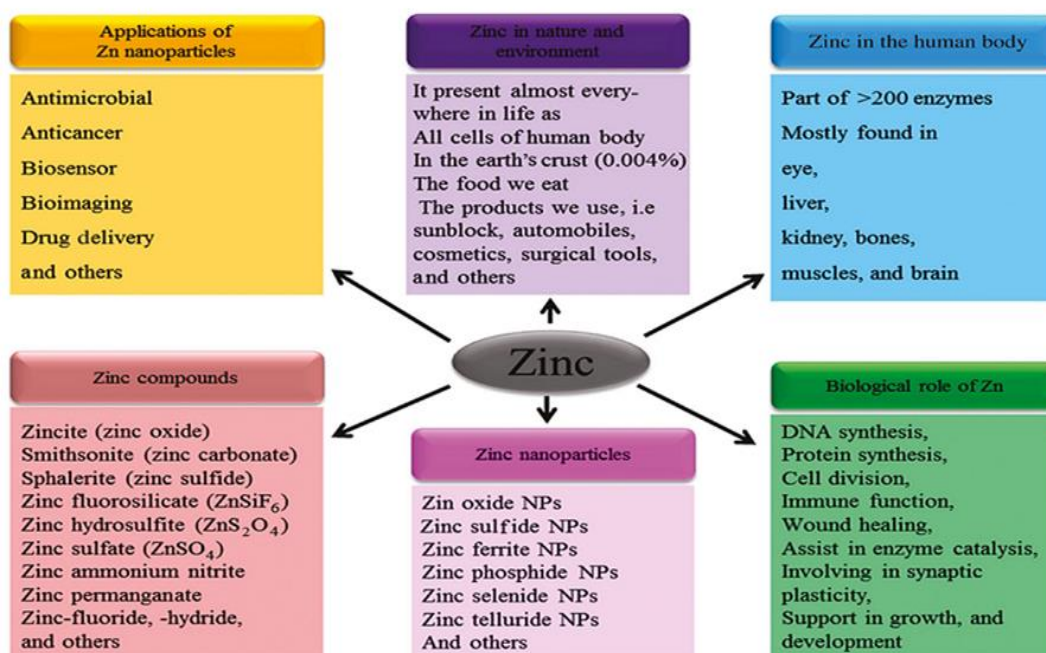 Applications of
Zn nanoparticles
Antimicrobial
Anticancer
Biosensor
Bioimaging
Drug delivery
and others
Zinc in nature and
environment
It present almost every-
where in life as
All cells of human body
In the earth's crust (0.004%)
The food we eat
The products we use, i.e
sunblock, automobiles,
cosmetics, surgical tools,
and others
Zinc in the human body
Part of >200 enzymes
Mostly found in
eye,
liver,
kidney, bones,
muscles, and brain
Zinc
Zinc compounds
Zincite (zinc oxide)
Smithsonite (zinc carbonate)
Sphalerite (zinc sulfide)
Zinc fluorosilicate (ZnSiF₆)
Zinc hydrosulfite (ZnS₂O₄)
Zinc sulfate (ZnSO₄)
Zinc ammonium nitrite
Zinc permanganate
Zinc-fluoride, -hydride,
and others
Zinc nanoparticles
Zin oxide NPs
Zinc sulfide NPs
Zinc ferrite NPs
Zinc phosphide NPs
Zinc selenide NPs
Zinc telluride NPs
And others
Biological role of Zn
DNA synthesis,
Protein synthesis,
Cell division,
Immune function,
Wound healing,
Assist in enzyme catalysis,
Involving in synaptic
plasticity,
Support in growth, and
development